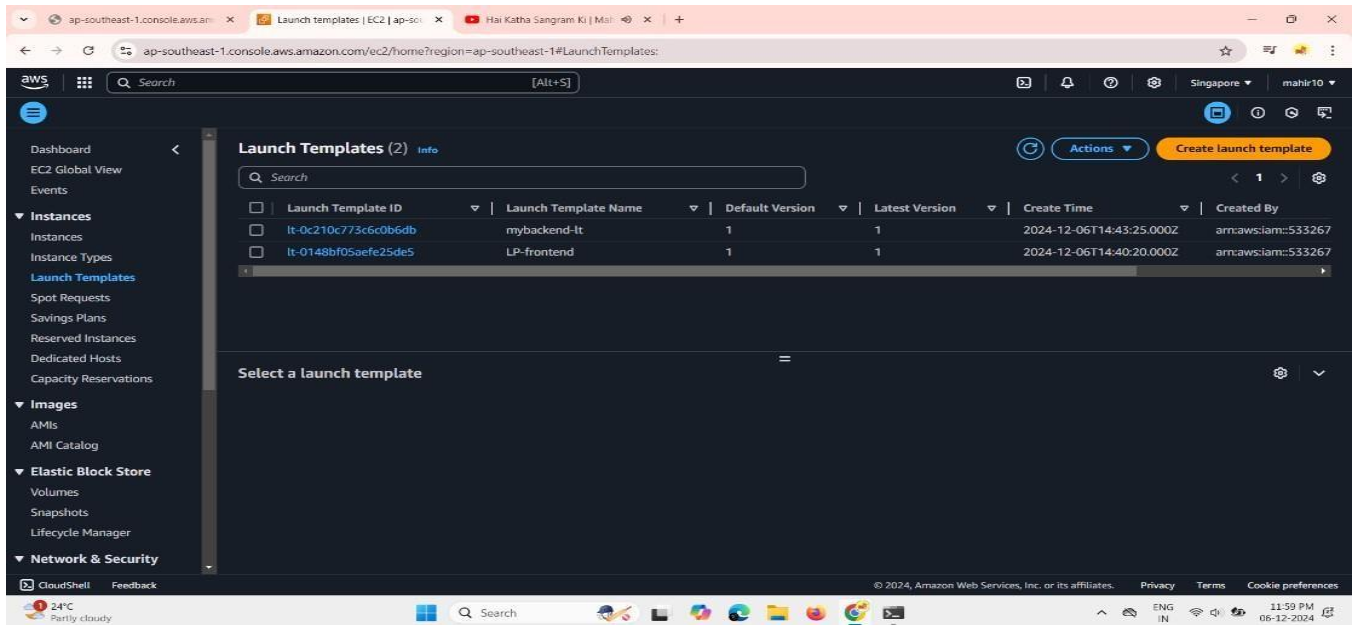 ap-southeast-1.console.aws.am
Launch templates | EC2 | ap-so
Hai Katha Sangram Ki | Mah
ap-southeast-1.console.aws.amazon.com/ec2/home?region=ap-southeast-1#LaunchTemplates:
aws
Search
[Alt+S]
Singapore
mahir10
Dashboard
EC2 Global View
Events
Instances
Instances
Instance Types
Launch Templates
Spot Requests
Savings Plans
Reserved Instances
Dedicated Hosts
Capacity Reservations
Images
AMIs
AMI Catalog
Elastic Block Store
Volumes
Snapshots
Lifecycle Manager
Network & Security
Launch Templates (2) Info
Actions
Create launch template
Search
1
Launch Template ID Launch Template Name Default Version Latest Version Create Time Created By
lt-0c210c773c6c0b6db mybackend-lt 1 1 2024-12-06T14:43:25.000Z arn:aws:iam::533267
lt-0148bf05aefe25de5 LP-frontend 1 1 2024-12-06T14:40:20.000Z arn:aws:iam::533267
Select a launch template
CloudShell Feedback
© 2024, Amazon Web Services, Inc. or its affiliates. Privacy Terms Cookie preferences
1
24°C
Partly cloudy
Search
ENG
IN
11:59 PM
06-12-2024